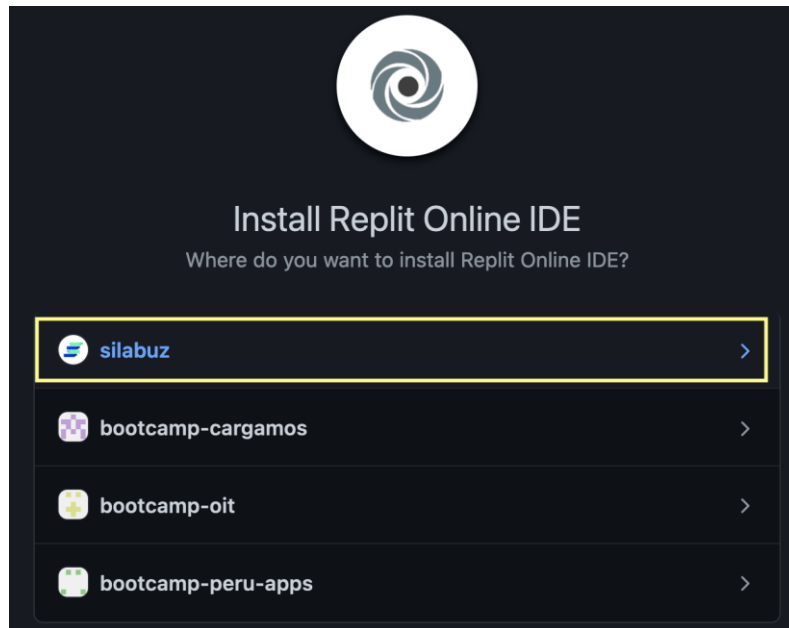 Install Replit Online IDE
Where do you want to install Replit Online IDE?
silabuz
bootcamp-cargamos
bootcamp-oit
bootcamp-peru-apps